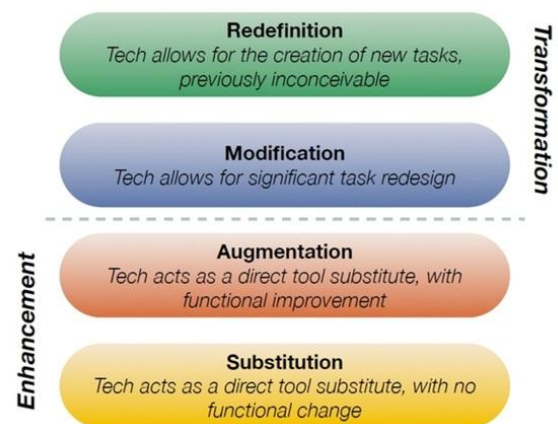 Redefinition
Tech allows for the creation of new tasks,
previously inconceivable
Transformation
Modification
Tech allows for significant task redesign
Augmentation
Tech acts as a direct tool substitute, with
functional improvement
Enhancement
Substitution
Tech acts as a direct tool substitute, with no
functional change